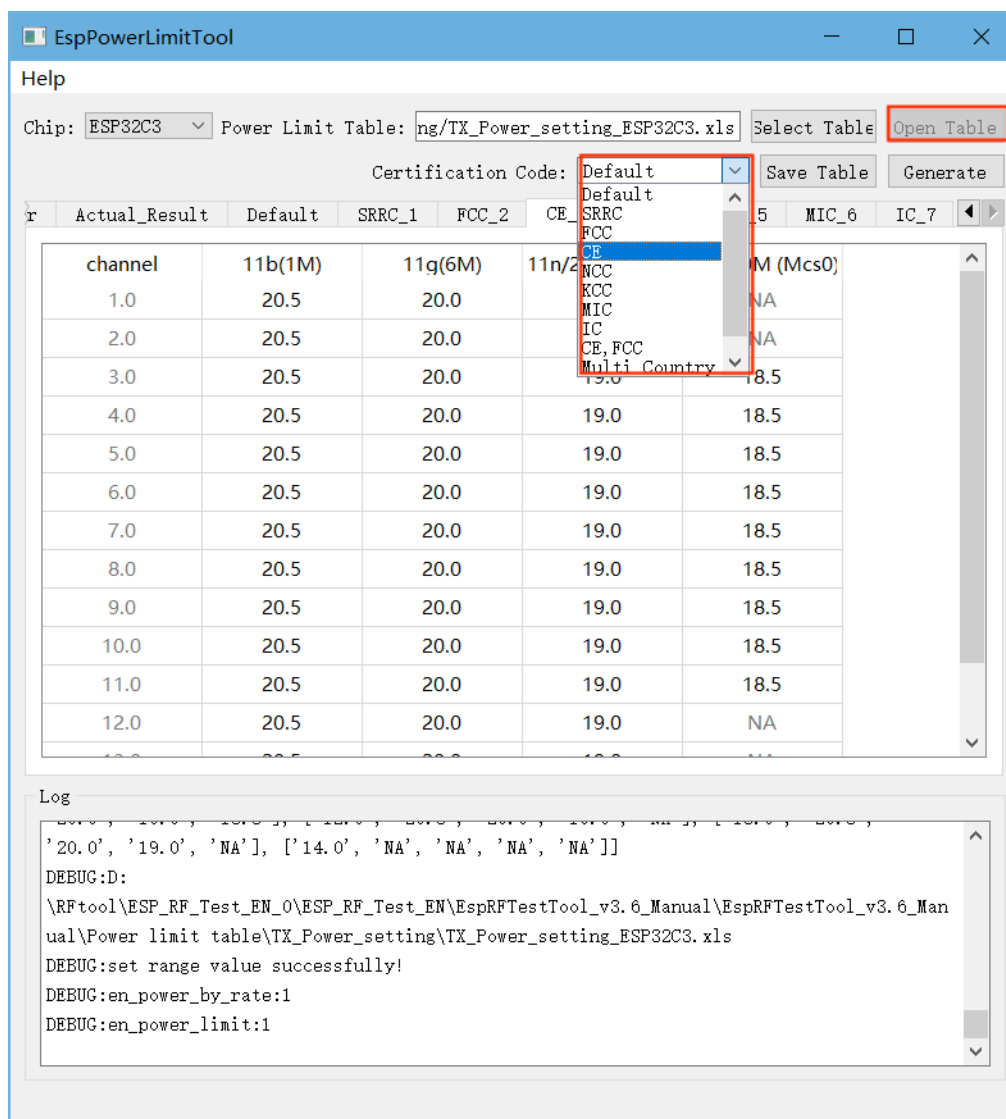 EspPowerLimitTool
Help
Chip: ESP32C3 Power Limit Table: ng/TX_Power_setting_ESP32C3.xls Select Table Open Table
Certification Code: Default Save Table Generate
Default
SRRC
FCC
CE
NCC
KCC
MIC
IC
CE,FCC
Multi Country
r Actual_Result Default SRRC_1 FCC_2 CE_ 5 MIC_6 IC_7
channel 11b(1M) 11g(6M) 11n/2 M (Mcs0)
1.0 20.5 20.0 NA
2.0 20.5 20.0 NA
3.0 20.5 20.0 19.0 18.5
4.0 20.5 20.0 19.0 18.5
5.0 20.5 20.0 19.0 18.5
6.0 20.5 20.0 19.0 18.5
7.0 20.5 20.0 19.0 18.5
8.0 20.5 20.0 19.0 18.5
9.0 20.5 20.0 19.0 18.5
10.0 20.5 20.0 19.0 18.5
11.0 20.5 20.0 19.0 18.5
12.0 20.5 20.0 19.0 NA
Log
'20.0', '19.0', 'NA'], ['14.0', 'NA', 'NA', 'NA', 'NA']]
DEBUG:D:
\RFtool\ESP_RF_Test_EN_0\ESP_RF_Test_EN\EspRFTestTool_v3.6_Manual\EspRFTestTool_v3.6_Man
ual\Power limit table\TX_Power_setting\TX_Power_setting_ESP32C3.xls
DEBUG:set range value successfully!
DEBUG:en_power_by_rate:1
DEBUG:en_power_limit:1